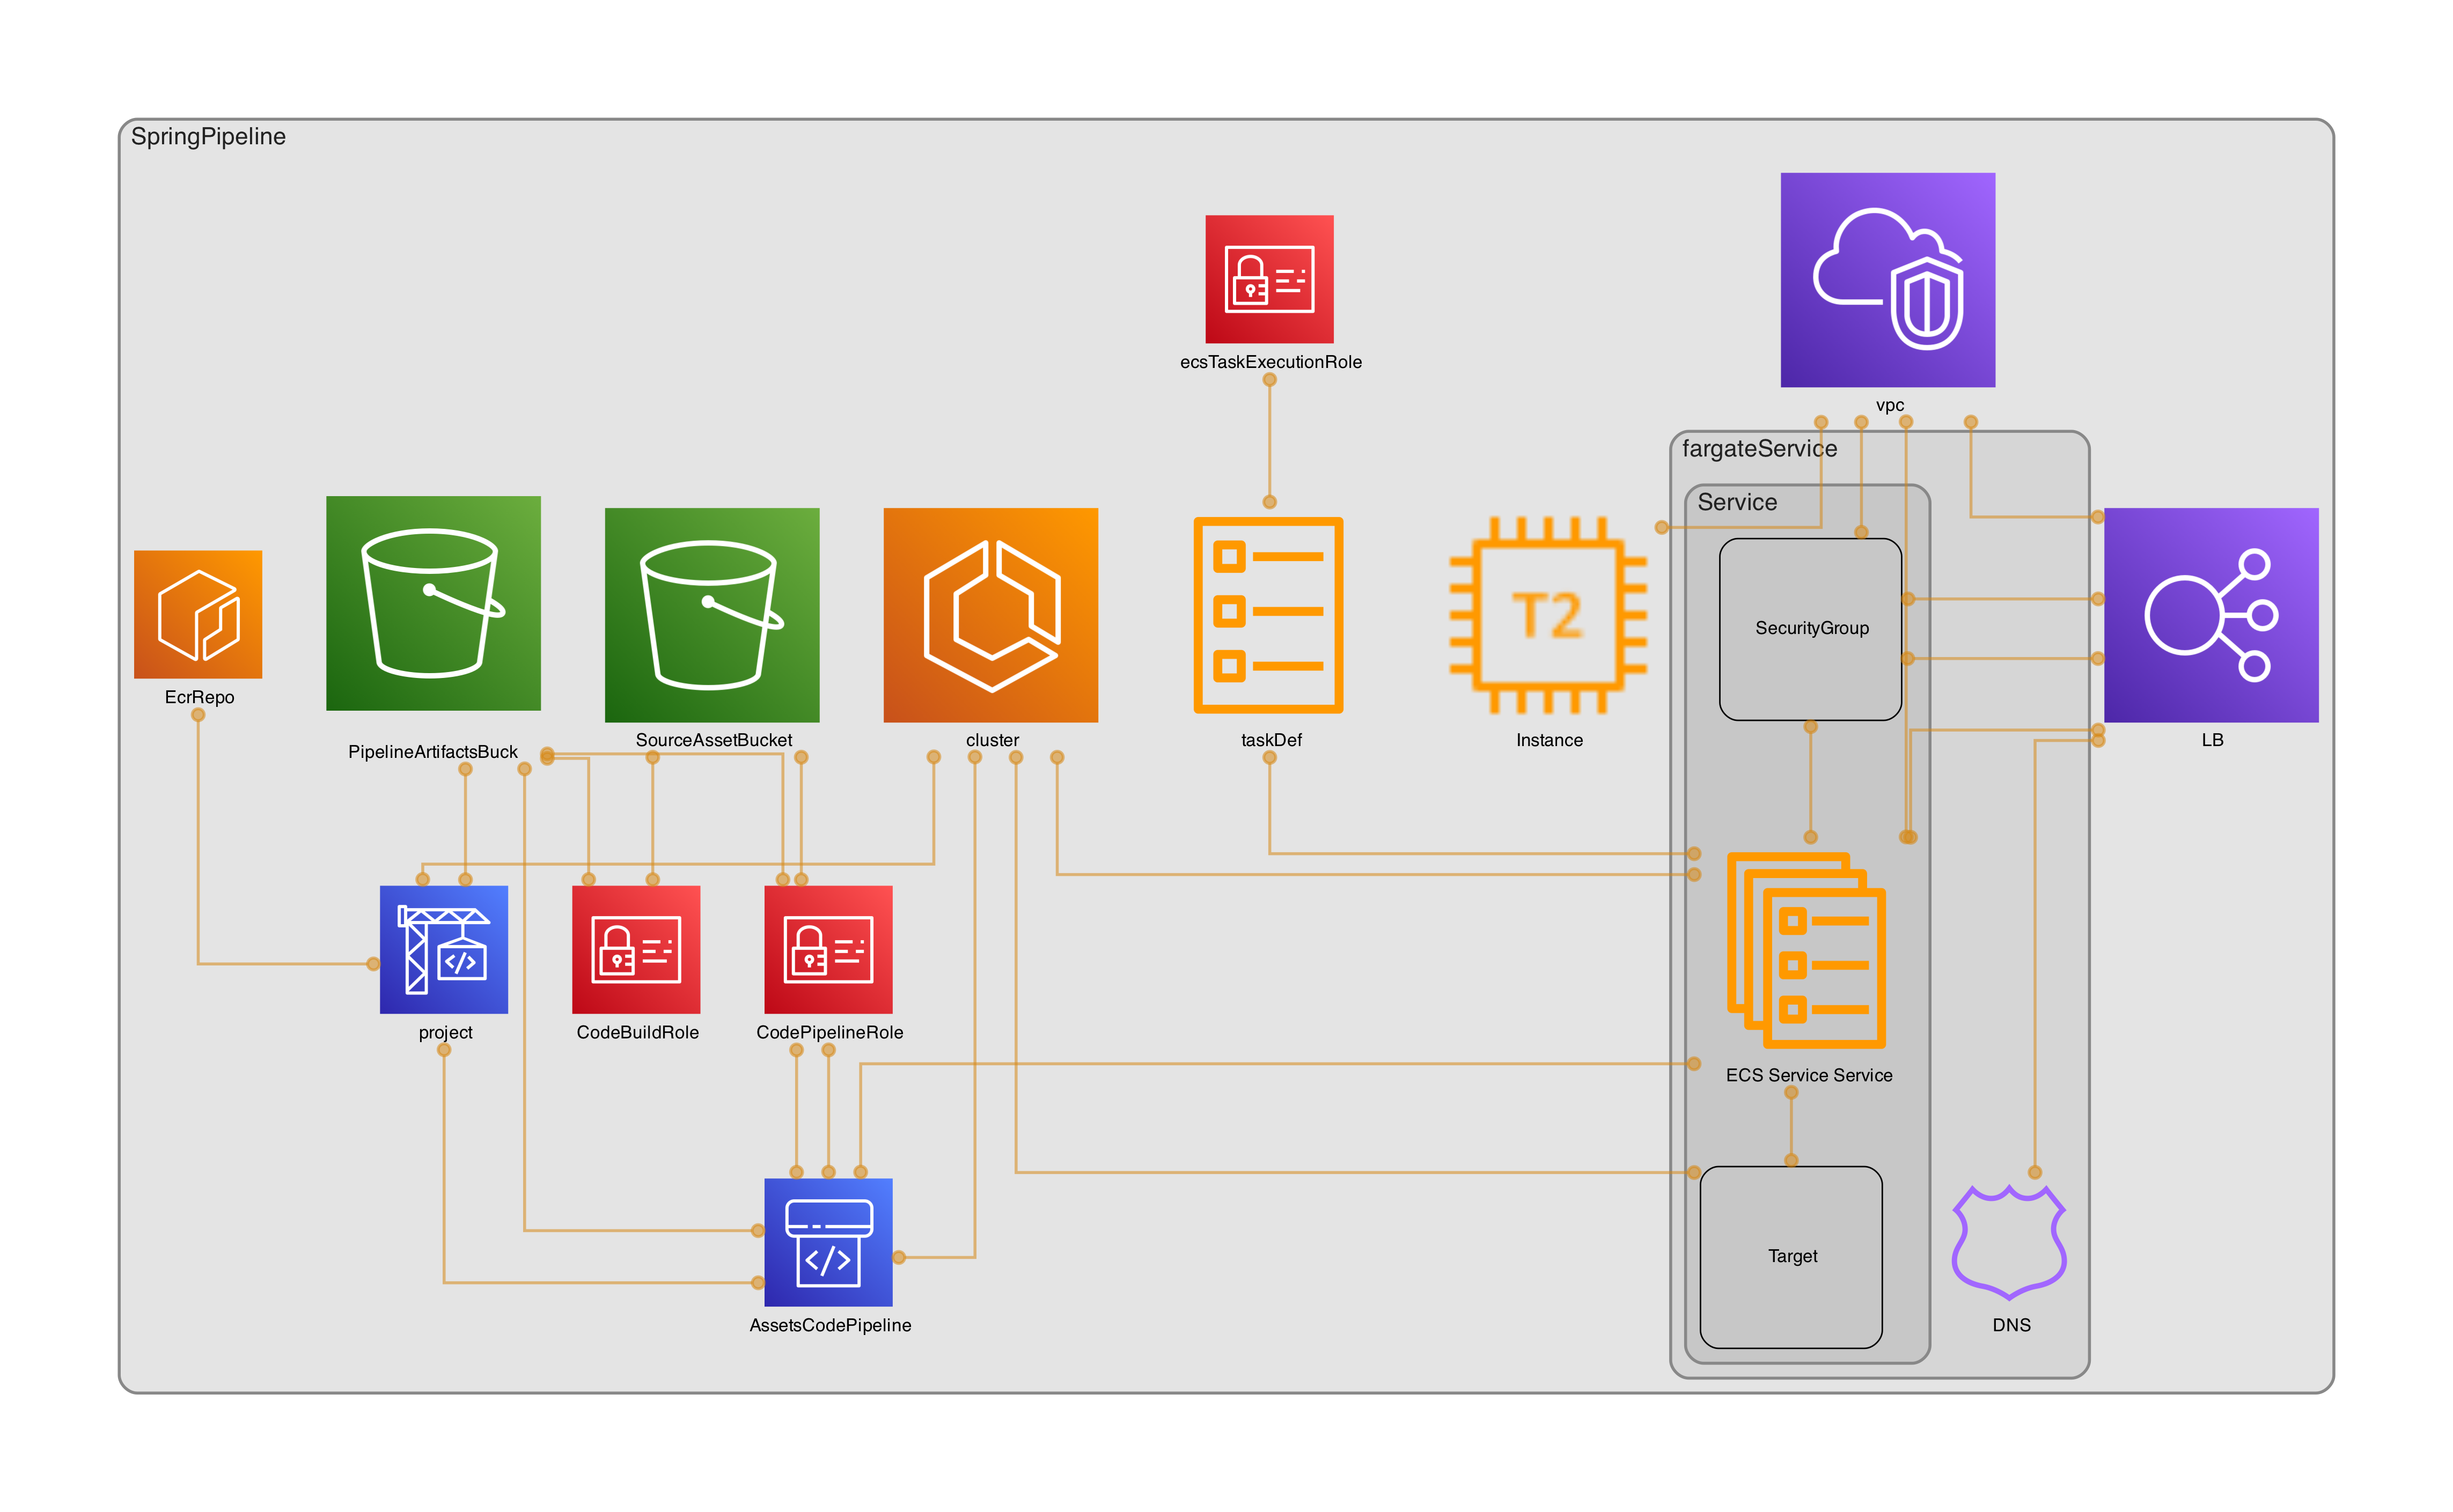 SpringPipeline
ecsTaskExecutionRole
vpc
fargateService
Service
T2
SecurityGroup
EcrRepo
PipelineArtifactsBuck
SourceAssetBucket
cluster
taskDef
Instance
LB
project
CodeBuildRole
CodePipelineRole
ECS Service Service
Target
AssetsCodePipeline
DNS